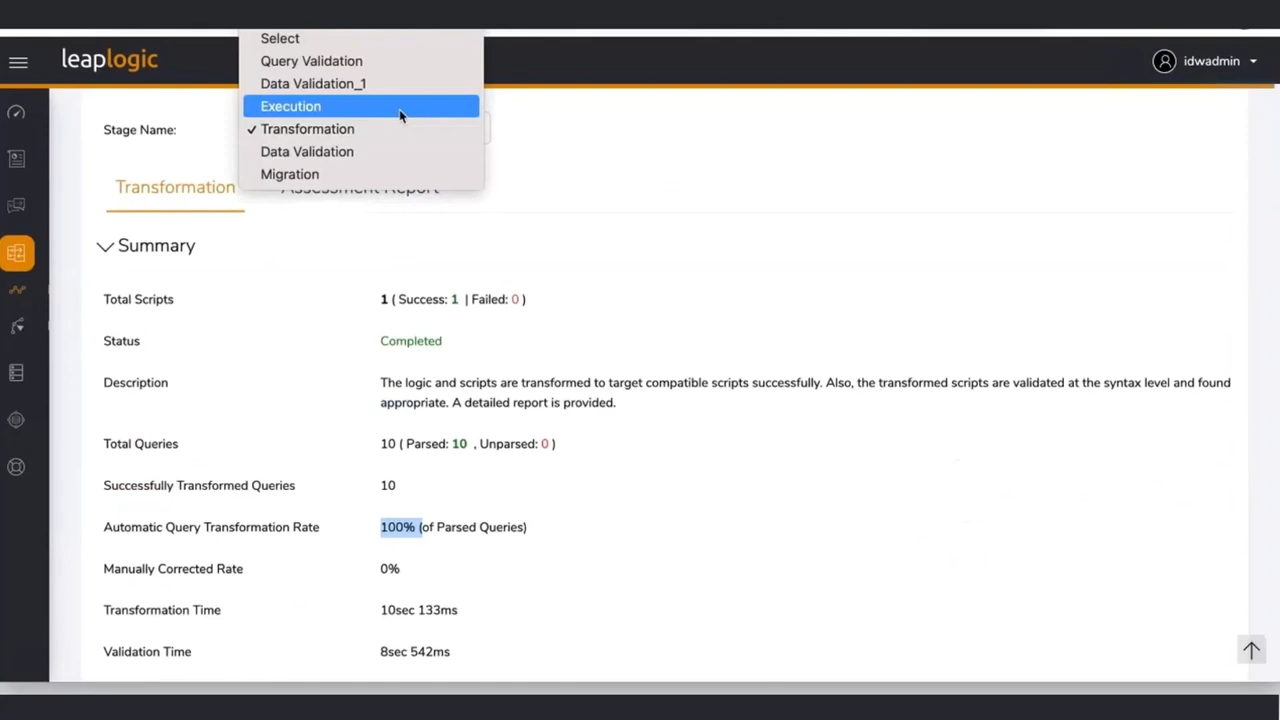 Select
leaplogic
Query Validation
idwadmin
Data Validation_1
Execution
Stage Name:
✓ Transformation
Data Validation
Migration
Transformation
Assessment Report
Summary
Total Scripts 1 ( Success: 1 | Failed: 0 )
Status Completed
Description The logic and scripts are transformed to target compatible scripts successfully. Also, the transformed scripts are validated at the syntax level and found
appropriate. A detailed report is provided.
Total Queries 10 ( Parsed: 10 , Unparsed: 0 )
Successfully Transformed Queries 10
Automatic Query Transformation Rate 100% (of Parsed Queries)
Manually Corrected Rate 0%
Transformation Time 10sec 133ms
Validation Time 8sec 542ms